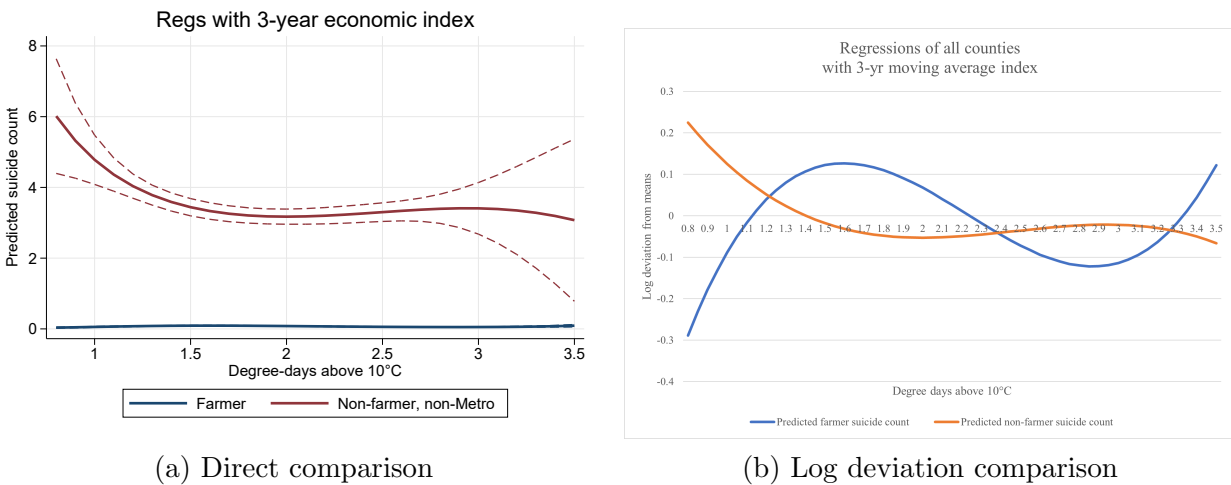 Regs with 3-year economic index
Predicted suicide count
8
6
4
2
0
1 1.5 2 2.5 3 3.5
Degree-days above 10°C
Farmer Non-farmer, non-Metro
(a) Direct comparison
Regressions of all counties
with 3-yr moving average index
Log deviation from means
0.3
0.2
0.1
0
-0.1
-0.2
-0.3
-0.4
0.8 0.9 1 1.1 1.2 1.3 1.4 1.5 1.6 1.7 1.8 1.9 2 2.1 2.2 2.3 2.4 2.5 2.6 2.7 2.8 2.9 3 3.1 3.2 3.3 3.4 3.5
Degree days above 10°C
Predicted farmer suicide count Predicted non-farmer suicide count
(b) Log deviation comparison